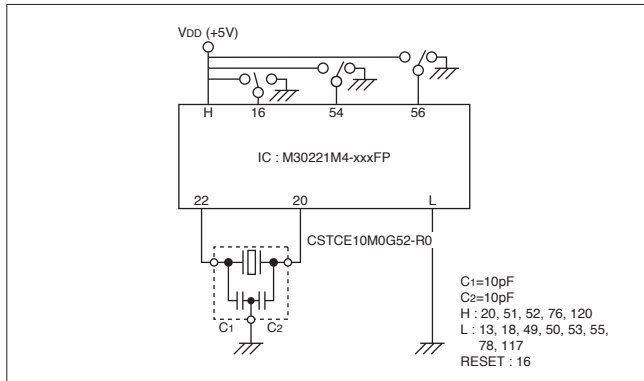 VDD (+5V)
H
16
54
56
IC : M30221M4-xxxFP
22
20
L
CSTCE10M0G52-R0
C1
C2
C1=10pF
C2=10pF
H : 20, 51, 52, 76, 120
L : 13, 18, 49, 50, 53, 55,
78, 117
RESET : 16